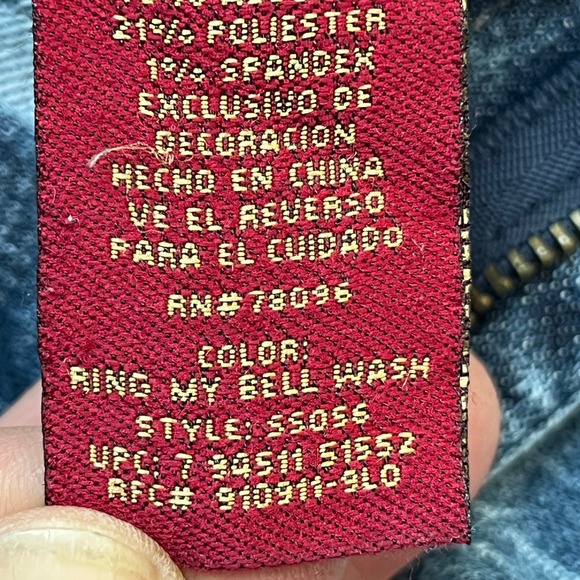 21% POLIESTER
1% SPANDEX
EXCLUSIVO DE
DECORACION
HECHO EN CHINA
VE EL REVERSO
PARA EL CUIDADO
RN# 78096
COLOR:
RING MY BELL WASH
STYLE: S5056
UPC: 7 94511 51552
RFC# 910911-9L0